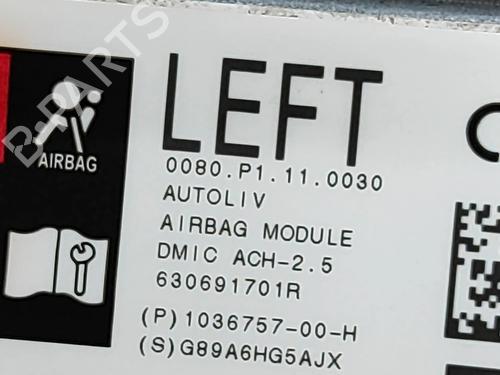 LEFT
0080.P1.11.0030
AUTOLIV
AIRBAG MODULE
DMIC ACH-2.5
630691701R
(P)1036757-00-H
(S)G89A6HG5AJX
AIRBAG
B-PARTS